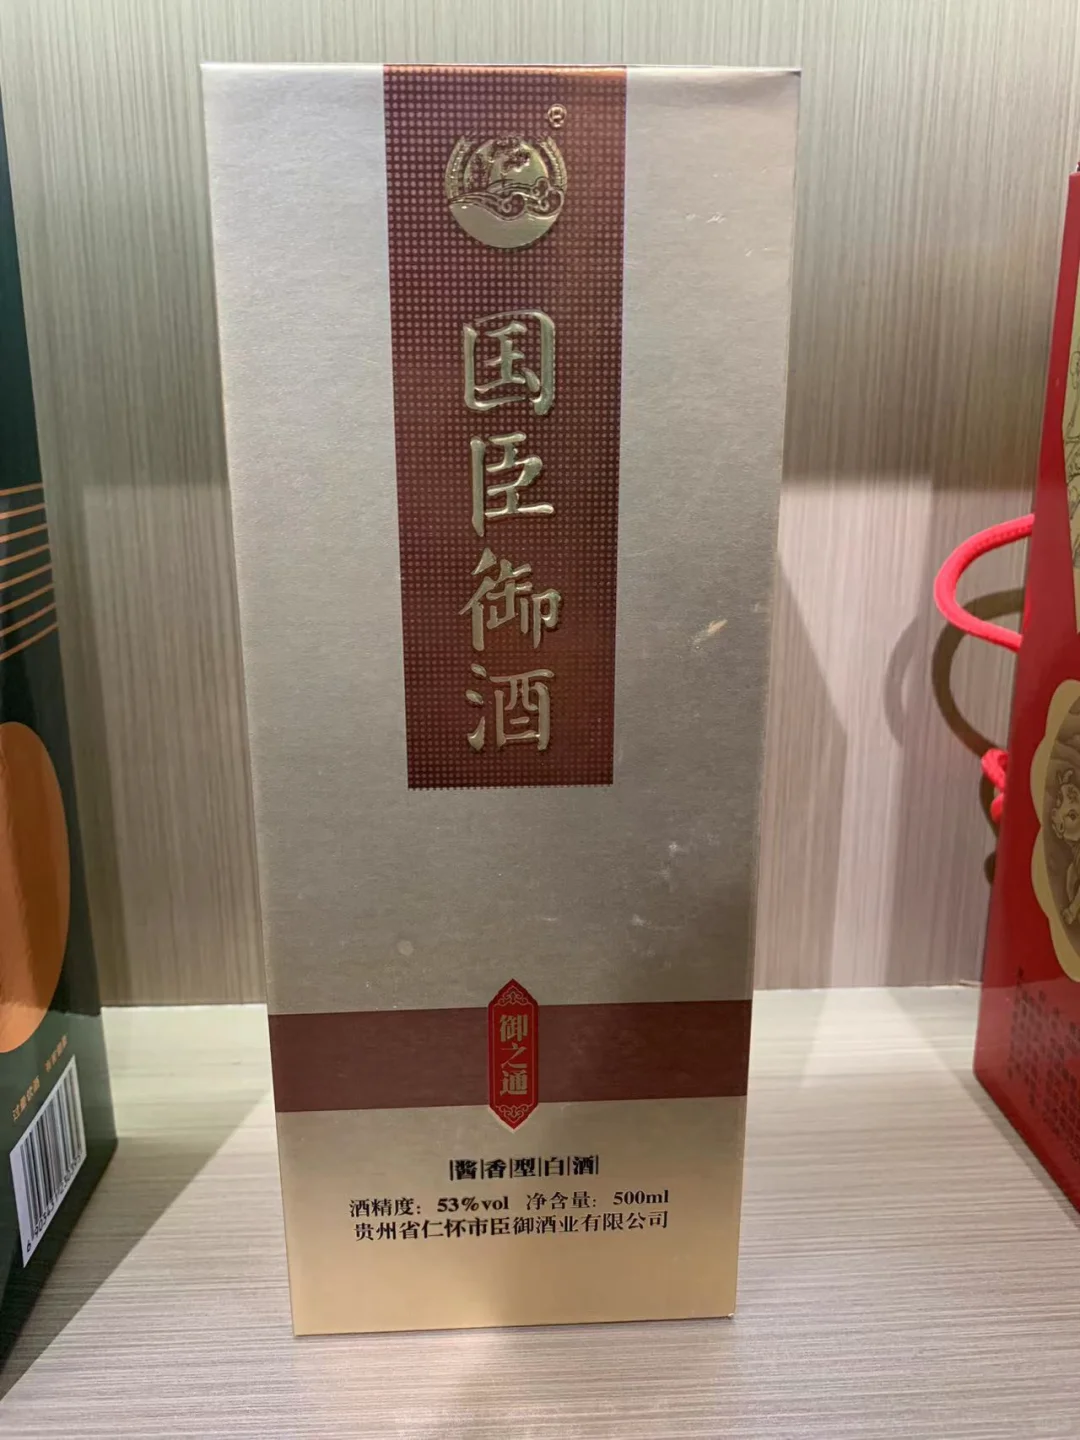 ®
国臣御酒
御之通
酱香型白酒
酒精度：53%vol 净含量：500ml
贵州省仁怀市臣御酒业有限公司